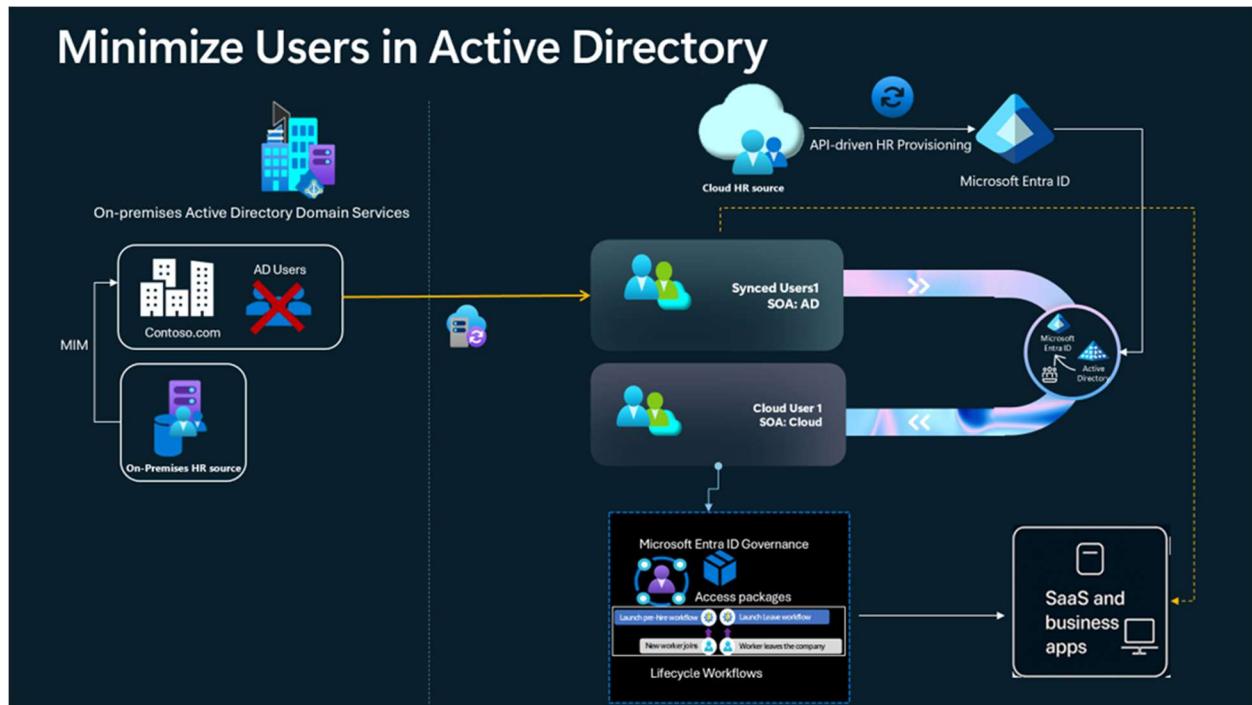 Minimize Users in Active Directory
On-premises Active Directory Domain Services
MIM
Contoso.com
AD Users
On-Premises HR source
Cloud HR source
API-driven HR Provisioning
Microsoft Entra ID
Synced Users1
SOA: AD
Cloud User 1
SOA: Cloud
Microsoft
Entra ID
Active
Directory
Microsoft Entra ID Governance
Access packages
Launch pre-hire workflow
Launch Leave workflow
New worker joins
Worker leaves the company
Lifecycle Workflows
SaaS and
business
apps